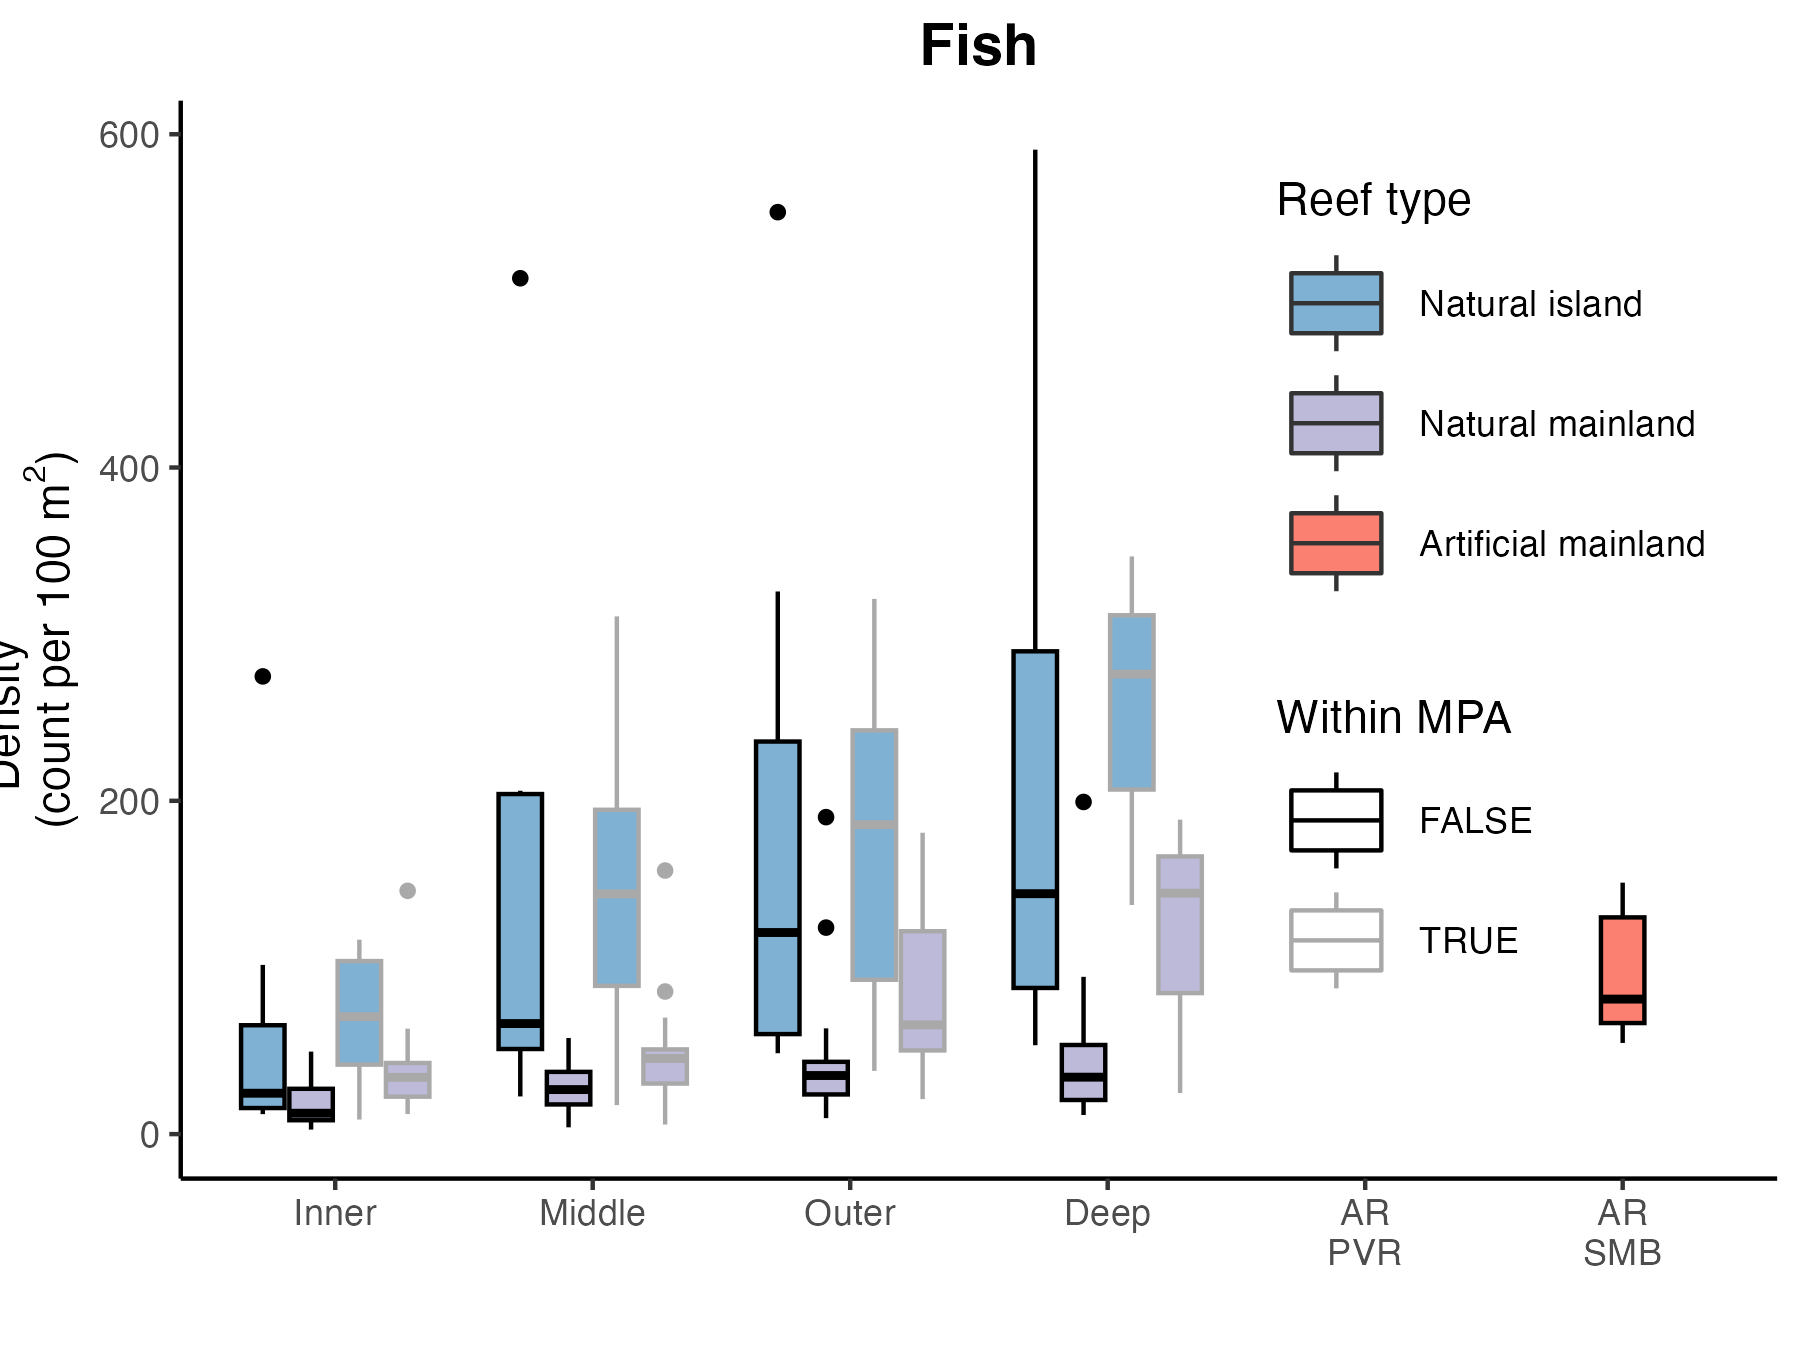 Fish
Density
(count per 100 m²)
600
400
200
0
Inner
Middle
Outer
Deep
AR
PVR
AR
SMB
Reef type
Natural island
Natural mainland
Artificial mainland
Within MPA
FALSE
TRUE